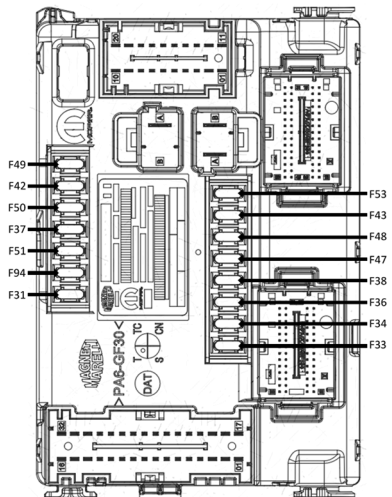 20
11
10
01
MOPAR
A
B
B
A
F49
F42
F50
F37
F51
F94
F31
F53
F43
F48
F47
F38
F36
F34
F33
MAGNETI
MARELLI
>PA6-GF30<
T
TC
CN
S
DAT
32
17
16
01